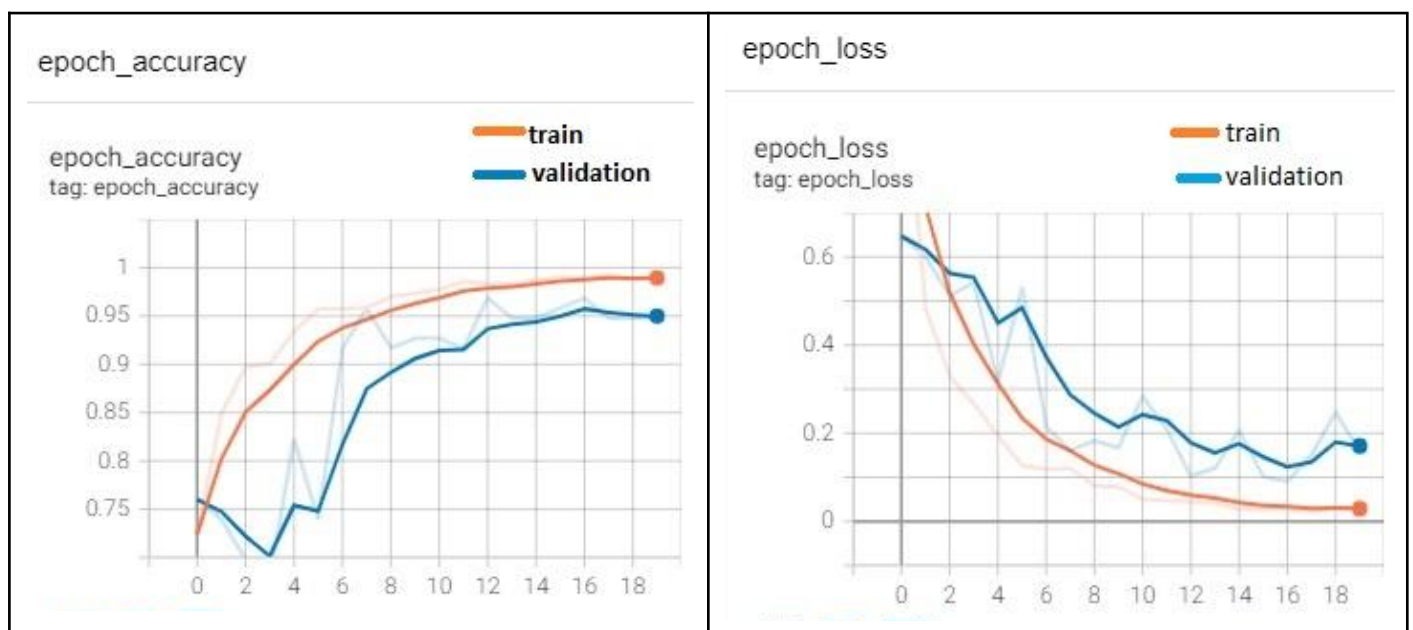 epoch_accuracy
epoch_accuracy
tag: epoch_accuracy
train
validation
1
0.95
0.9
0.85
0.8
0.75
0 2 4 6 8 10 12 14 16 18
epoch_loss
epoch_loss
tag: epoch_loss
train
validation
0.6
0.4
0.2
0
0 2 4 6 8 10 12 14 16 18